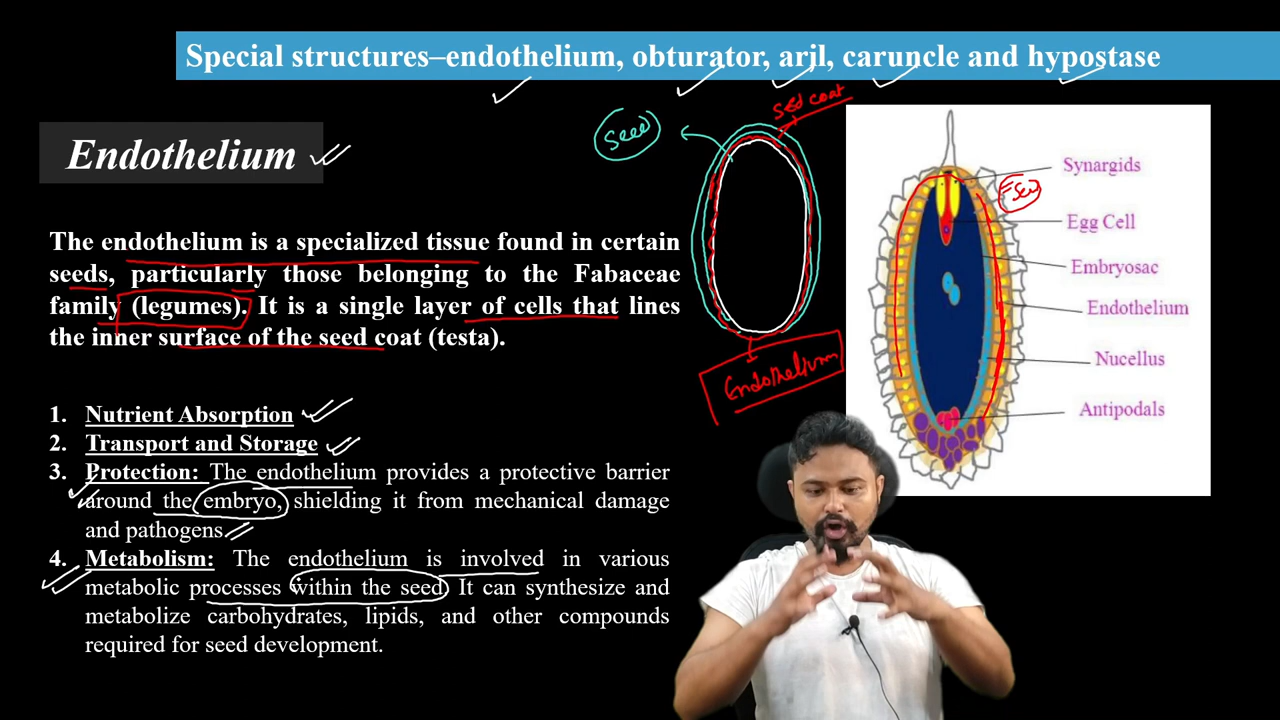 Special structures–endothelium, obturator, aril, caruncle and hypostase
Endothelium
The endothelium is a specialized tissue found in certain
seeds, particularly those belonging to the Fabaceae
family (legumes). It is a single layer of cells that lines
the inner surface of the seed coat (testa).
1. Nutrient Absorption
2. Transport and Storage
3. Protection: The endothelium provides a protective barrier
around the embryo, shielding it from mechanical damage
and pathogens
4. Metabolism: The endothelium is involved in various
metabolic processes within the seed. It can synthesize and
metabolize carbohydrates, lipids, and other compounds
required for seed development.
Seed
Seed coat
Endothelium
Synargids
Egg Cell
Embryosac
Endothelium
Nucellus
Antipodals